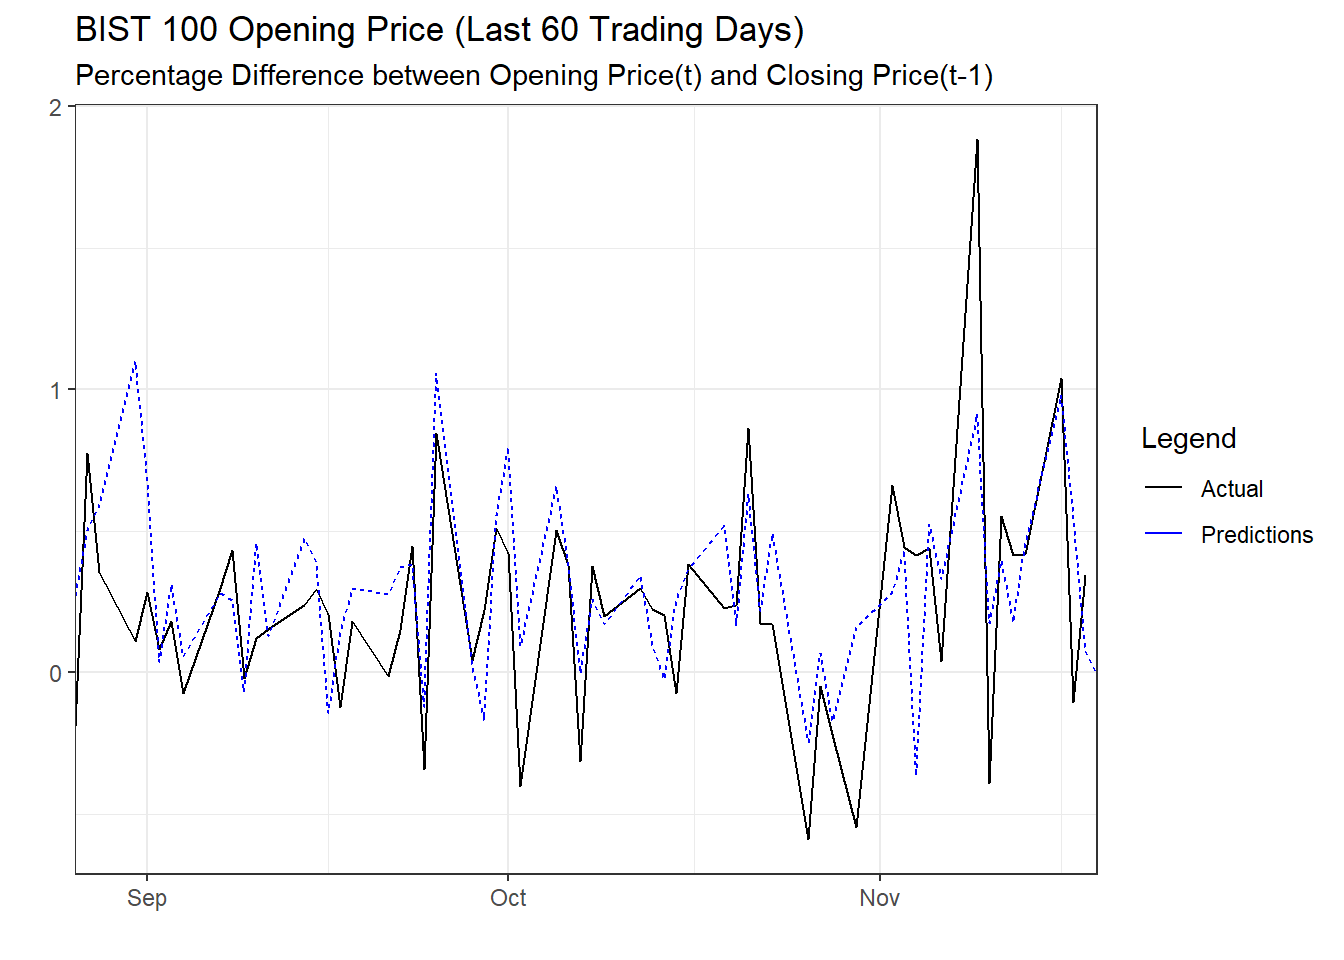 BIST 100 Opening Price (Last 60 Trading Days)
Percentage Difference between Opening Price(t) and Closing Price(t-1)
2
1
0
Sep
Oct
Nov
Legend
Actual
Predictions